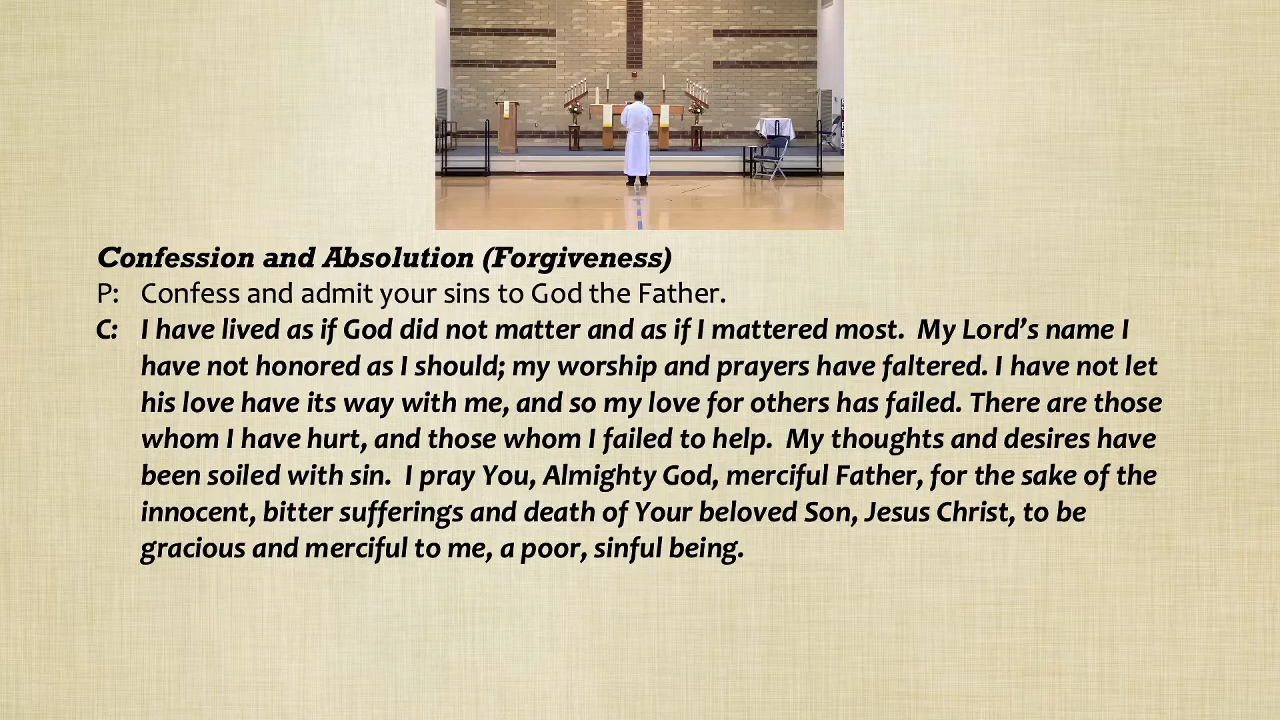 Confession and Absolution (Forgiveness)
P: Confess and admit your sins to God the Father.
C: I have lived as if God did not matter and as if I mattered most.  My Lord’s name I
have not honored as I should; my worship and prayers have faltered. I have not let
his love have its way with me, and so my love for others has failed. There are those
whom I have hurt, and those whom I failed to help.  My thoughts and desires have
been soiled with sin.  I pray You, Almighty God, merciful Father, for the sake of the
innocent, bitter sufferings and death of Your beloved Son, Jesus Christ, to be
gracious and merciful to me, a poor, sinful being.